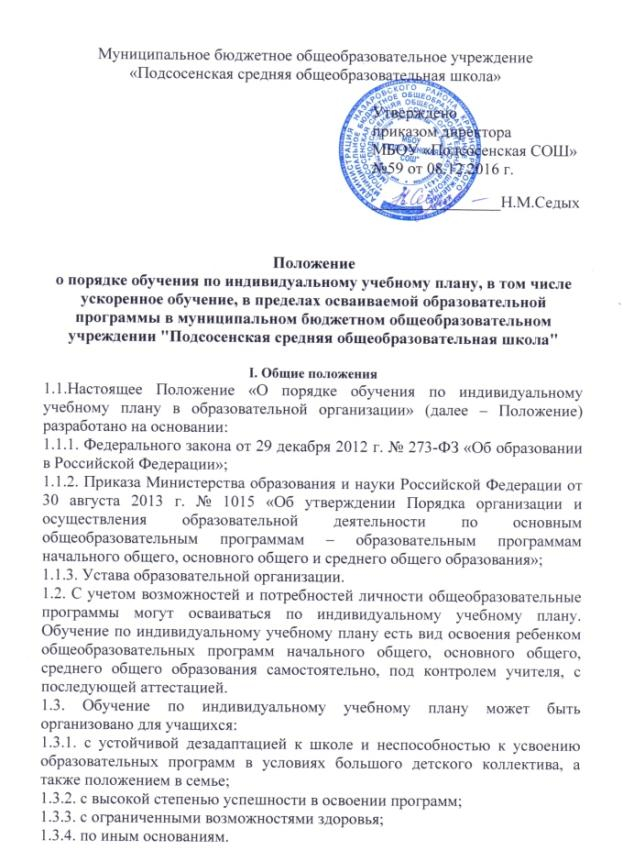 Муниципальное бюджетное общеобразовательное учреждение
«Подсосенская средняя общеобразовательная школа»
Утверждено
приказом директора
МБОУ «Подсосенская СОШ»
№59 от 08.12.2016 г.
Н.М.Седых
Положение
о порядке обучения по индивидуальному учебному плану, в том числе
ускоренное обучение, в пределах осваиваемой образовательной
программы в муниципальном бюджетном общеобразовательном
учреждении "Подсосенская средняя общеобразовательная школа"
I. Общие положения
1.1.Настоящее Положение «О порядке обучения по индивидуальному
учебному плану в образовательной организации» (далее – Положение)
разработано на основании:
1.1.1. Федерального закона от 29 декабря 2012 г. № 273-ФЗ «Об образовании
в Российской Федерации»;
1.1.2. Приказа Министерства образования и науки Российской Федерации от
30 августа 2013 г. № 1015 «Об утверждении Порядка организации и
осуществления образовательной деятельности по основным
общеобразовательным программам – образовательным программам
начального общего, основного общего и среднего общего образования»;
1.1.3. Устава образовательной организации.
1.2. С учетом возможностей и потребностей личности общеобразовательные
программы могут осваиваться по индивидуальному учебному плану.
Обучение по индивидуальному учебному плану есть вид освоения ребенком
общеобразовательных программ начального общего, основного общего,
среднего общего образования самостоятельно, под контролем учителя, с
последующей аттестацией.
1.3. Обучение по индивидуальному учебному плану может быть
организовано для учащихся:
1.3.1. с устойчивой дезадаптацией к школе и неспособностью к усвоению
образовательных программ в условиях большого детского коллектива, а
также положением в семье;
1.3.2. с высокой степенью успешности в освоении программ;
1.3.3. с ограниченными возможностями здоровья;
1.3.4. по иным основаниям.